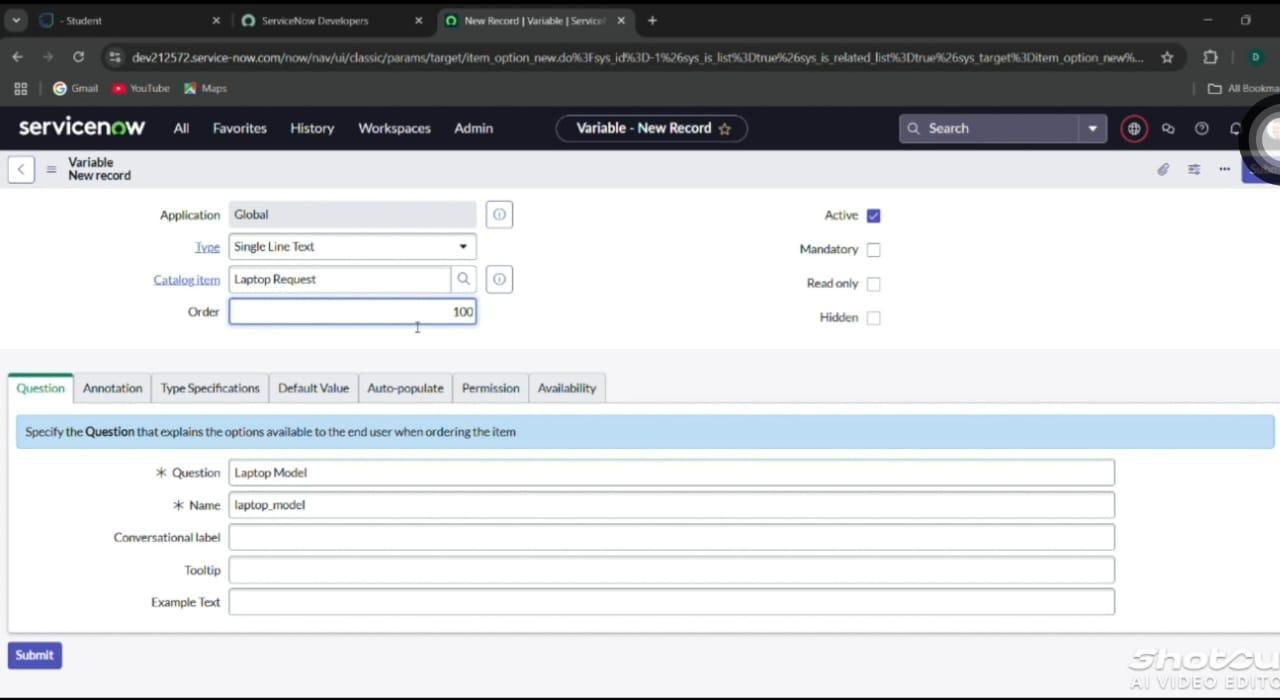 - Student
ServiceNow Developers
New Record | Variable | Service
dev212572.service-now.com/now/nav/ui/classic/params/target/item_option_new.do%3Fsys_id%3D-1%26sys_is_list%3Dtrue%26sys_is_related_list%3Dtrue%26sys_target%3Ditem_option_new%...
Gmail YouTube Maps All Bookma
servicenow All Favorites History Workspaces Admin Variable - New Record Search
Variable
New record
Application Global Active
Type Single Line Text Mandatory
Catalog item Laptop Request Read only
Order 100 Hidden
Question Annotation Type Specifications Default Value Auto-populate Permission Availability
Specify the Question that explains the options available to the end user when ordering the item
* Question Laptop Model
* Name laptop_model
Conversational label
Tooltip
Example Text
Submit
ShotCu
AI VIDEO EDITO